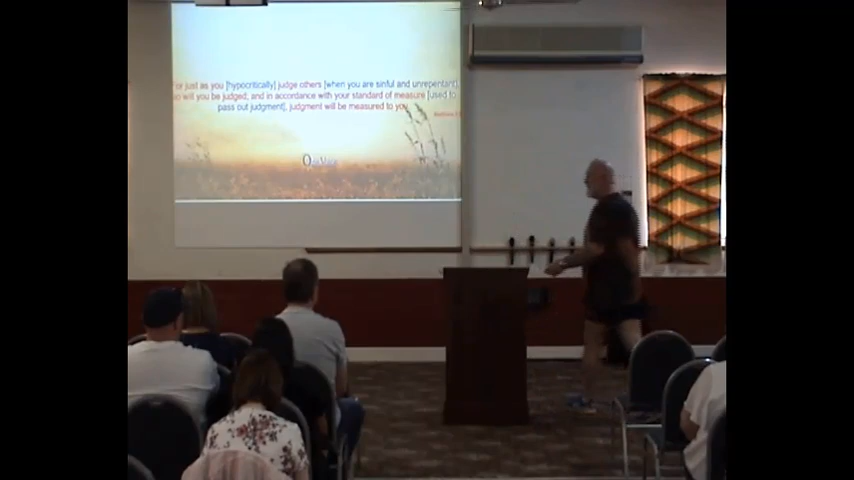 For just as you [hypocritically] judge others [when you are sinful and unrepentant],
so will you be judged; and in accordance with your standard of measure [used to
pass out judgment], judgment will be measured to you.